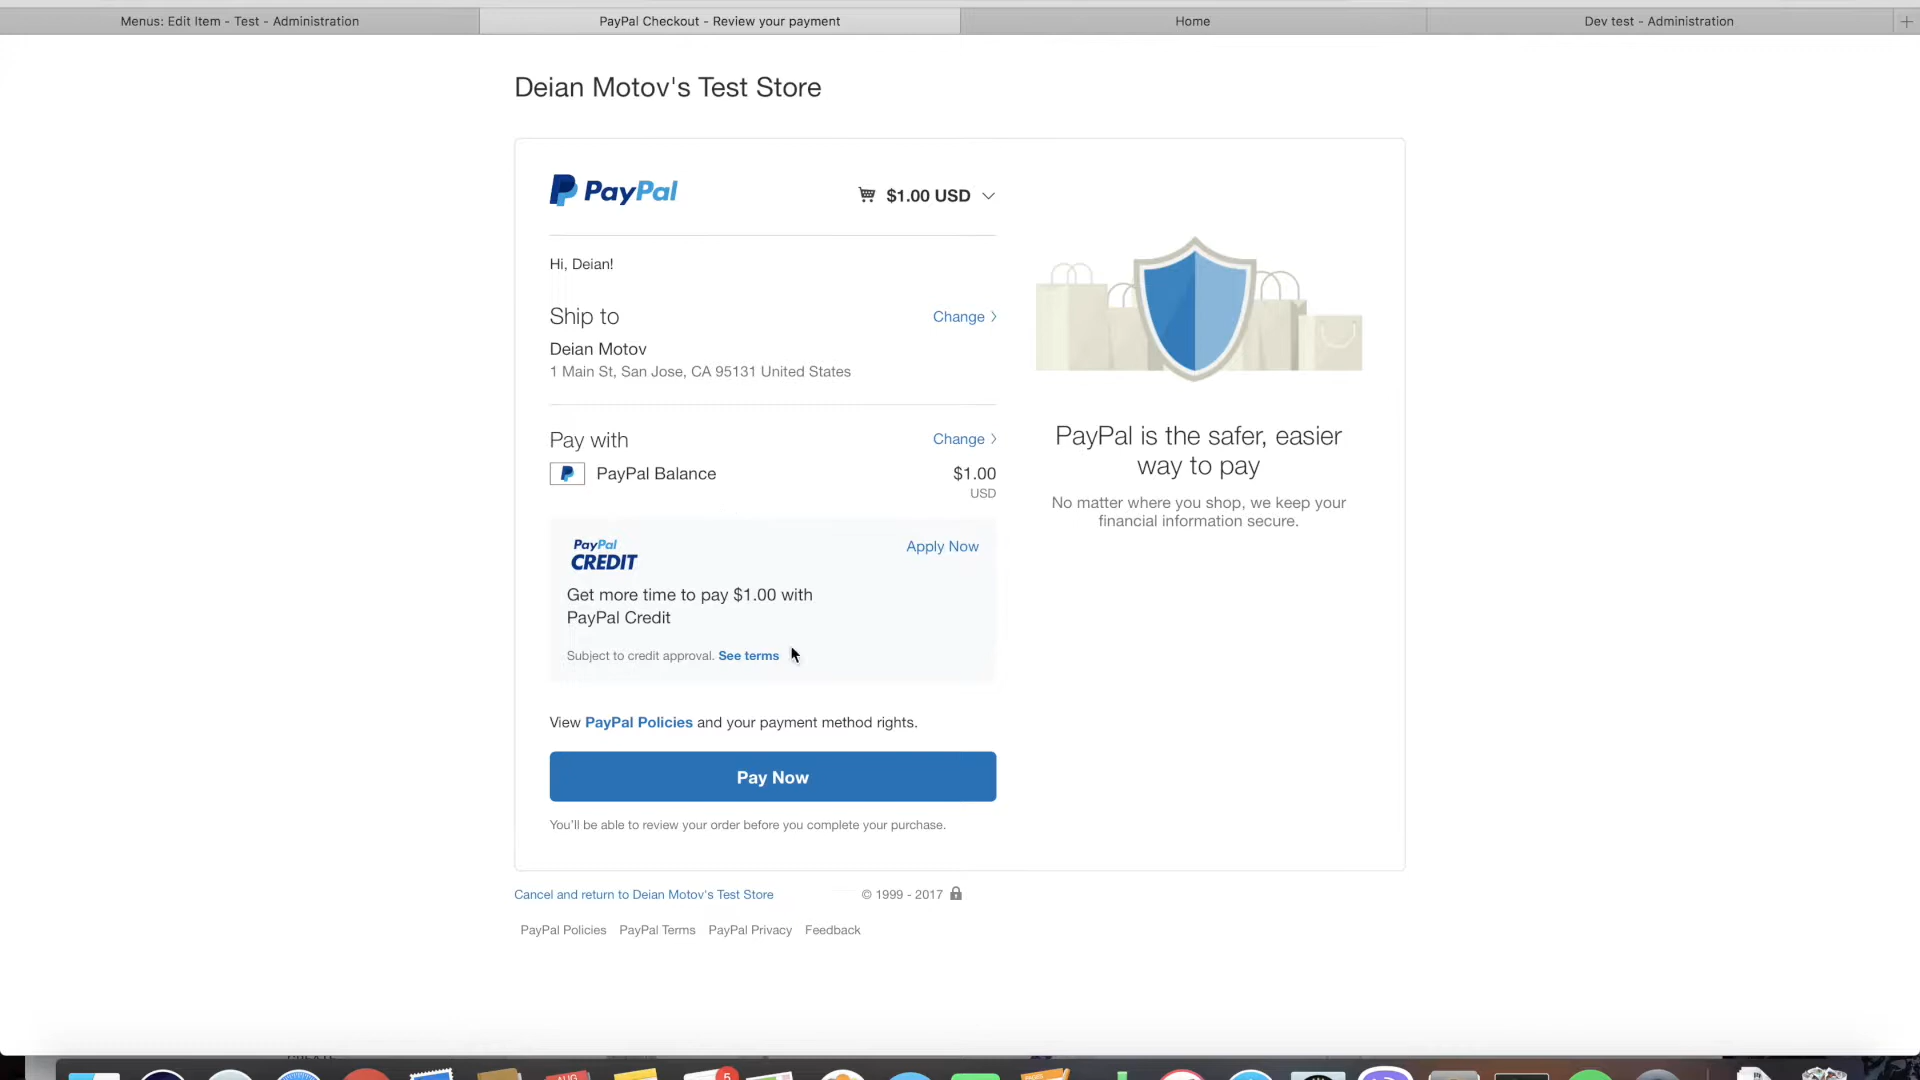 Menus: Edit Item - Test - Administration
PayPal Checkout - Review your payment
Home
Dev test - Administration
Deian Motov's Test Store
PayPal
$1.00 USD
Hi, Deian!
Ship to
Change
Deian Motov
1 Main St, San Jose, CA 95131 United States
Pay with
Change
PayPal Balance
$1.00
USD
PayPal
CREDIT
Apply Now
Get more time to pay $1.00 with
PayPal Credit
Subject to credit approval. See terms
View PayPal Policies and your payment method rights.
Pay Now
You'll be able to review your order before you complete your purchase.
PayPal is the safer, easier
way to pay
No matter where you shop, we keep your
financial information secure.
Cancel and return to Deian Motov's Test Store
© 1999 - 2017
PayPal Policies PayPal Terms PayPal Privacy Feedback
AUG
5
PAGES